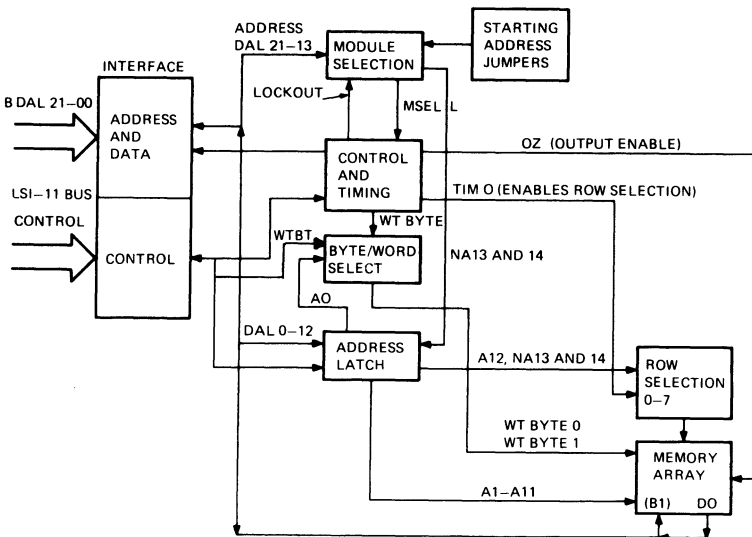 ADDRESS
DAL 21-13
MODULE
SELECTION
STARTING
ADDRESS
JUMPERS
INTERFACE
LOCKOUT
MSEL L
B DAL 21-00
ADDRESS
AND
DATA
OZ (OUTPUT ENABLE)
CONTROL
AND
TIMING
LSI-11 BUS
TIM O (ENABLES ROW SELECTION)
CONTROL
WT BYTE
WTBT
BYTE/WORD
SELECT
NA13 AND 14
CONTROL
AO
DAL 0-12
ADDRESS
LATCH
A12, NA13 AND 14
ROW
SELECTION
0-7
WT BYTE 0
WT BYTE 1
MEMORY
ARRAY
A1-A11
(B1) DO